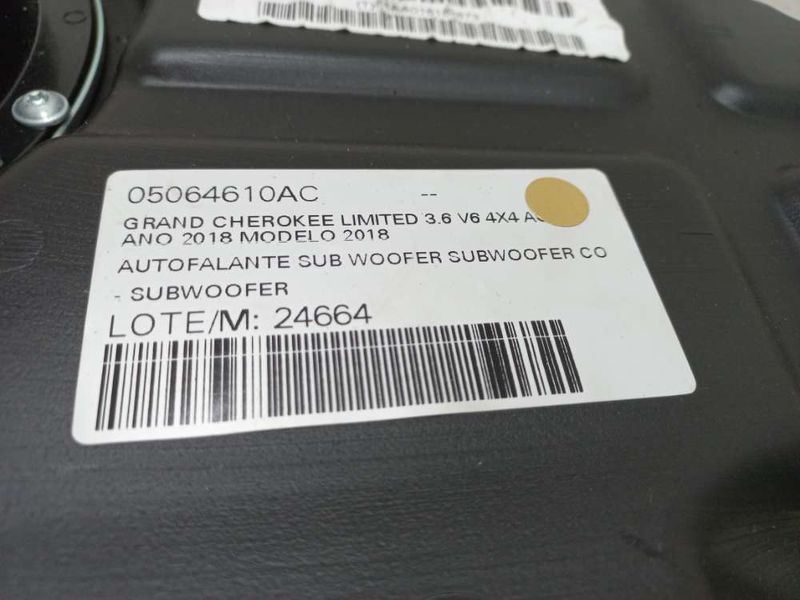 05064610AC --
GRAND CHEROKEE LIMITED 3.6 V6 4X4
ANO 2018 MODELO 2018
AUTOFALANTE SUB WOOFER SUBWOOFER CO
- SUBWOOFER
LOTE/M: 24664